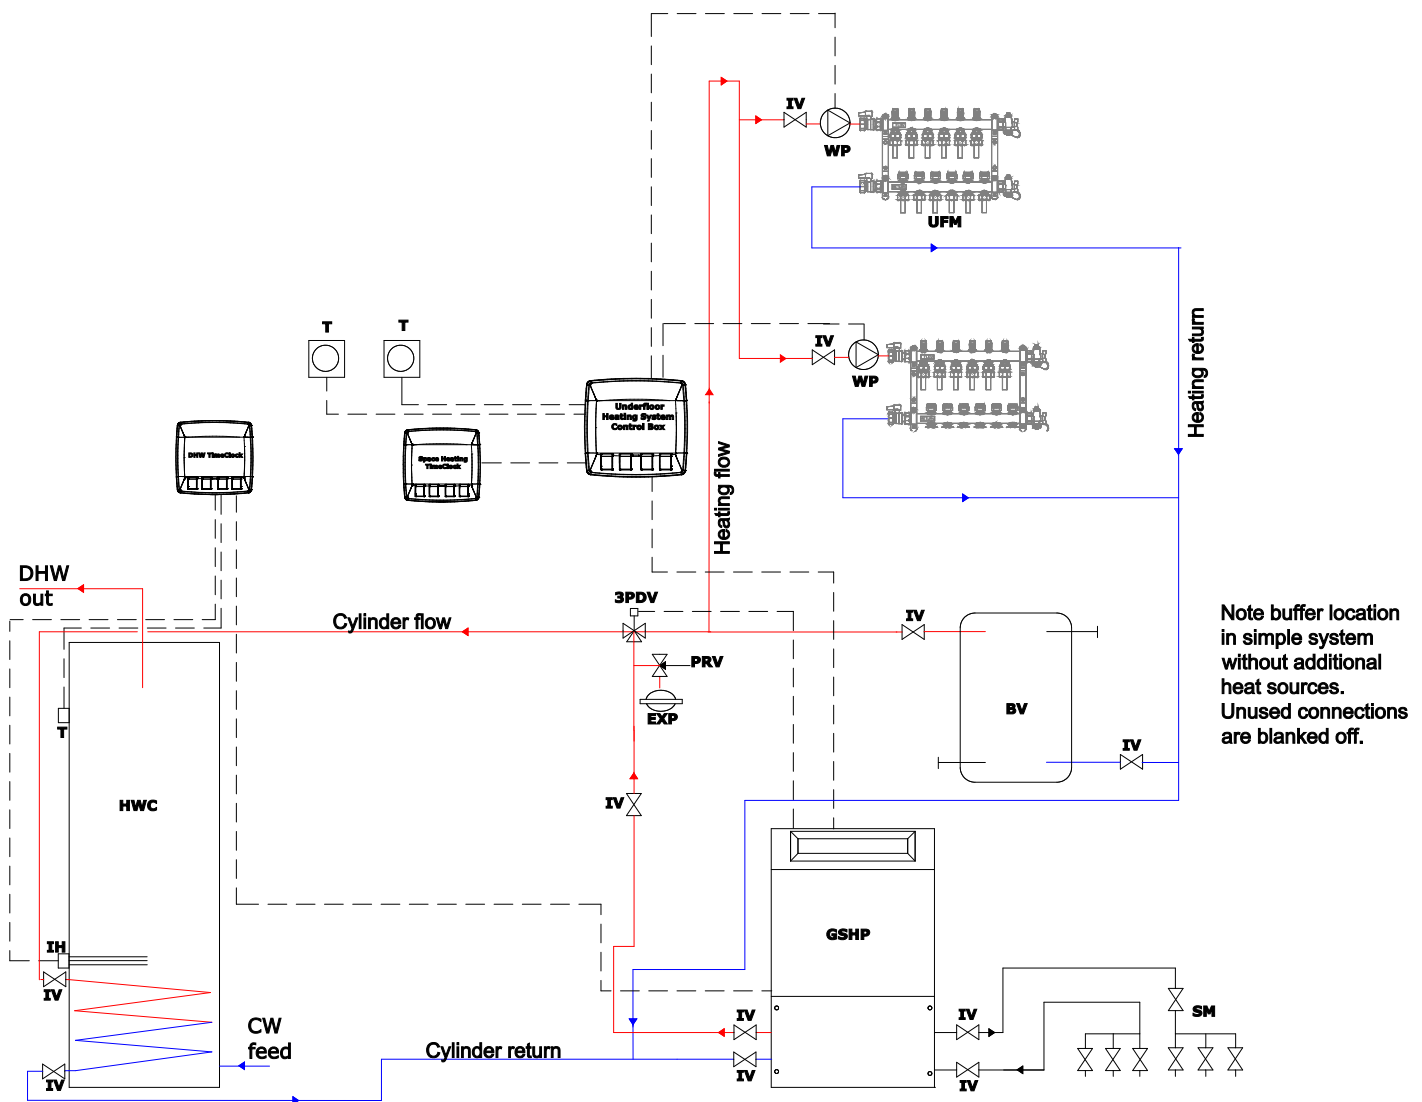 IV
WP
UFM
T
T
IV
WP
Underfloor
Heating System
Control Box
DHW TimeClock
Space Heating
TimeClock
Heating flow
Heating return
DHW
out
Cylinder flow
3PDV
IV
PRV
EXP
BV
IV
Note buffer location
in simple system
without additional
heat sources.
Unused connections
are blanked off.
T
HWC
IV
GSHP
IH
IV
CW
feed
Cylinder return
IV
IV
IV
IV
IV
SM
IV